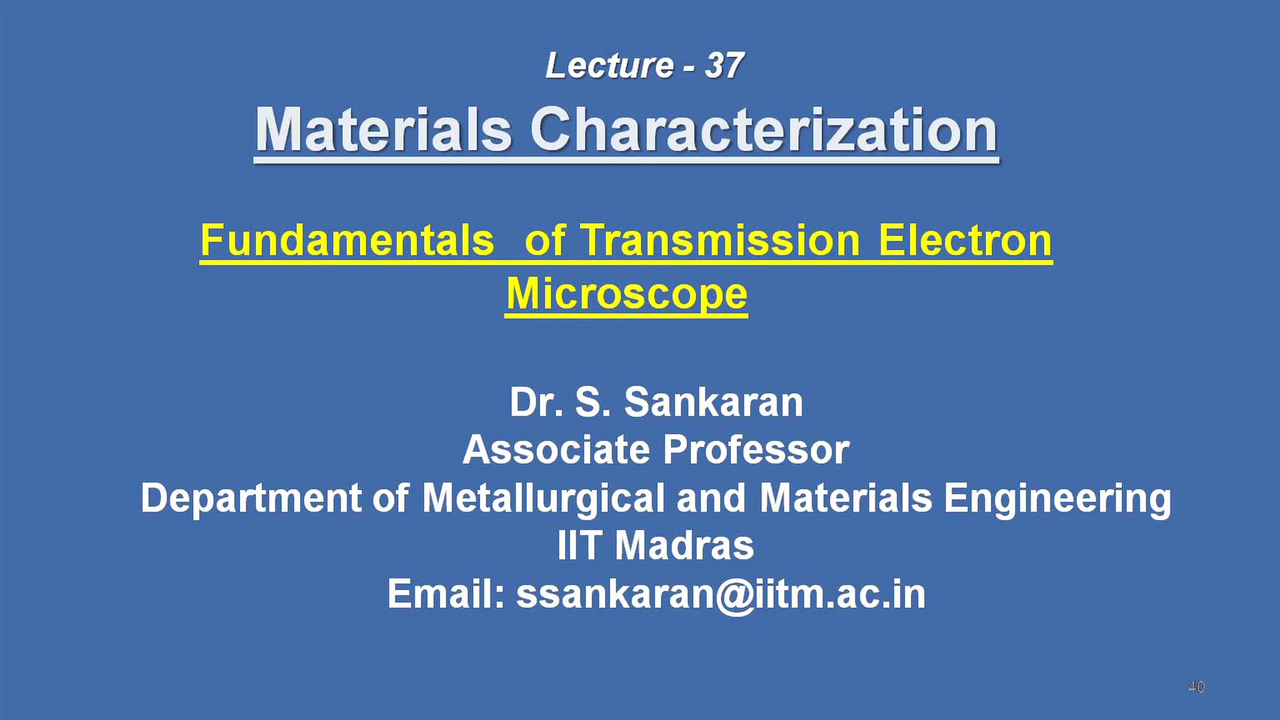 Lecture - 37
Materials Characterization
Fundamentals of Transmission Electron
Microscope
Dr. S. Sankaran
Associate Professor
Department of Metallurgical and Materials Engineering
IIT Madras
Email: ssankaran@iitm.ac.in
40